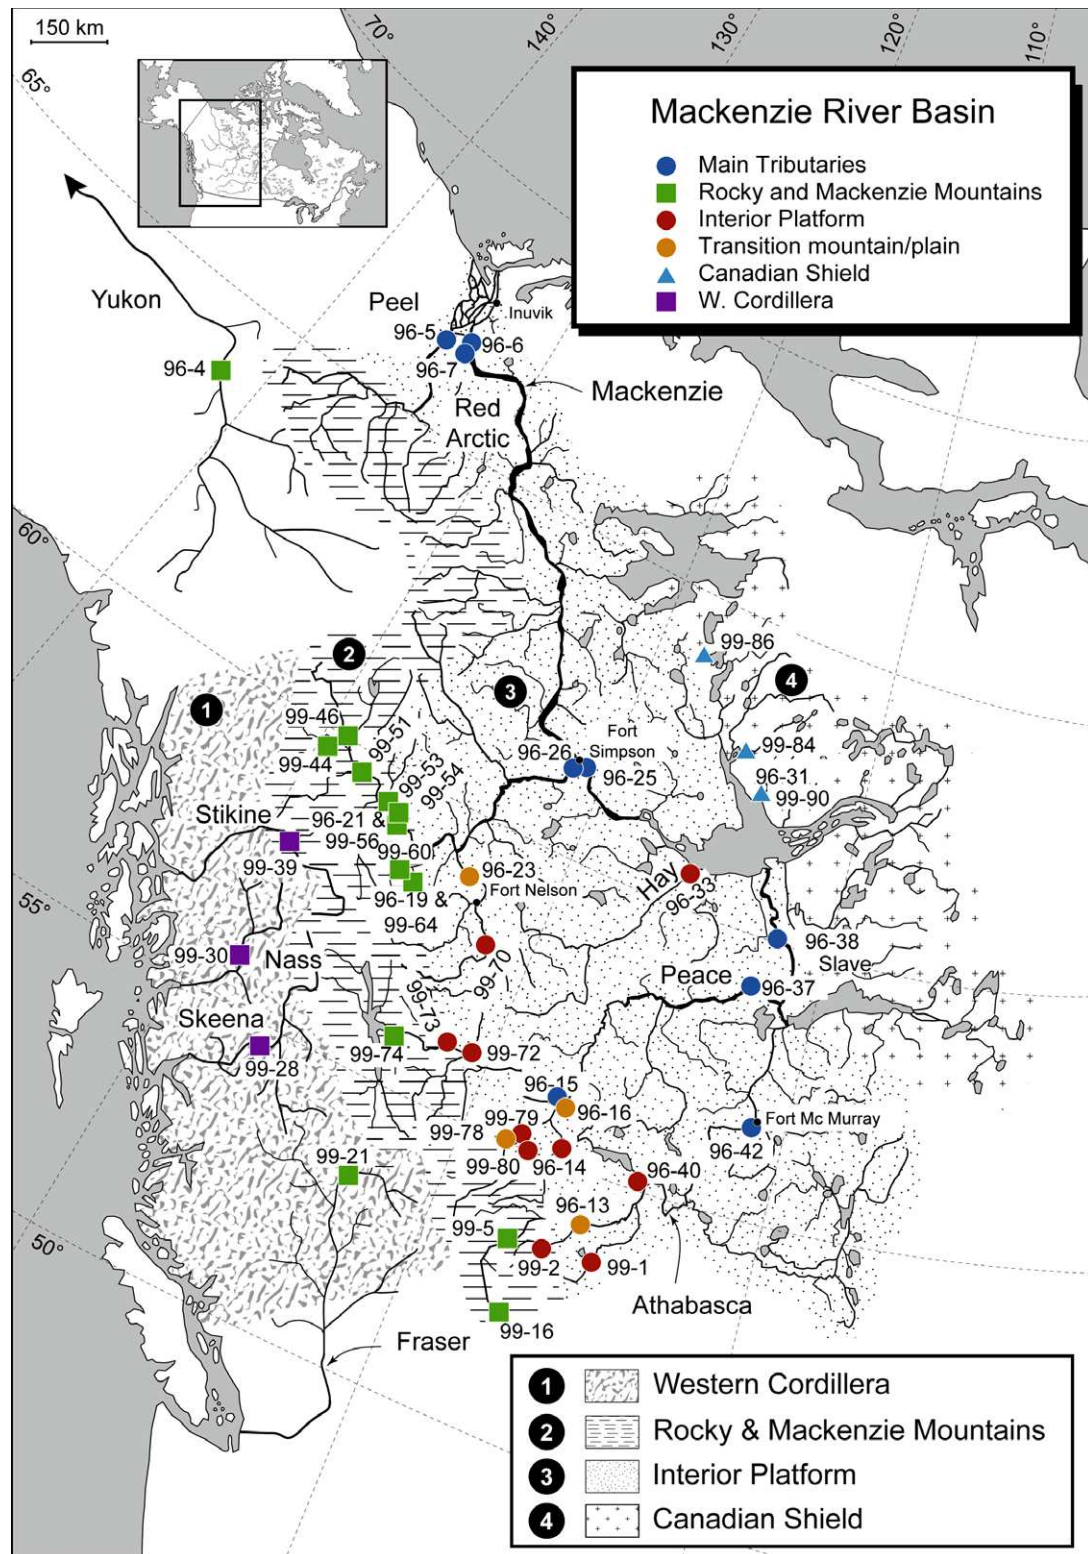 150 km
70°
140°
130°
120°
110°
65°
Mackenzie River Basin
Main Tributaries
Rocky and Mackenzie Mountains
Interior Platform
Transition mountain/plain
Canadian Shield
W. Cordillera
Yukon
Peel
Inuvik
96-5
96-6
96-7
96-4
Mackenzie
Red
Arctic
60°
99-86
2
4
3
1
99-46
99-51
99-44
Fort
Simpson
96-26
99-84
99-53
99-54
96-25
96-31
99-90
Stikine
96-21 &
99-56
99-60
99-39
96-23
Hay
96-33
Fort Nelson
55°
96-19 &
99-64
96-38
Slave
99-30
Nass
99-70
Peace
96-37
99-73
Skeena
99-74
99-72
99-28
96-15
96-16
99-79
Fort Mc Murray
99-78
96-42
99-80
96-14
99-21
96-40
96-13
99-5
50°
99-2
99-1
Athabasca
99-16
Fraser
1 Western Cordillera
2 Rocky & Mackenzie Mountains
3 Interior Platform
4 Canadian Shield